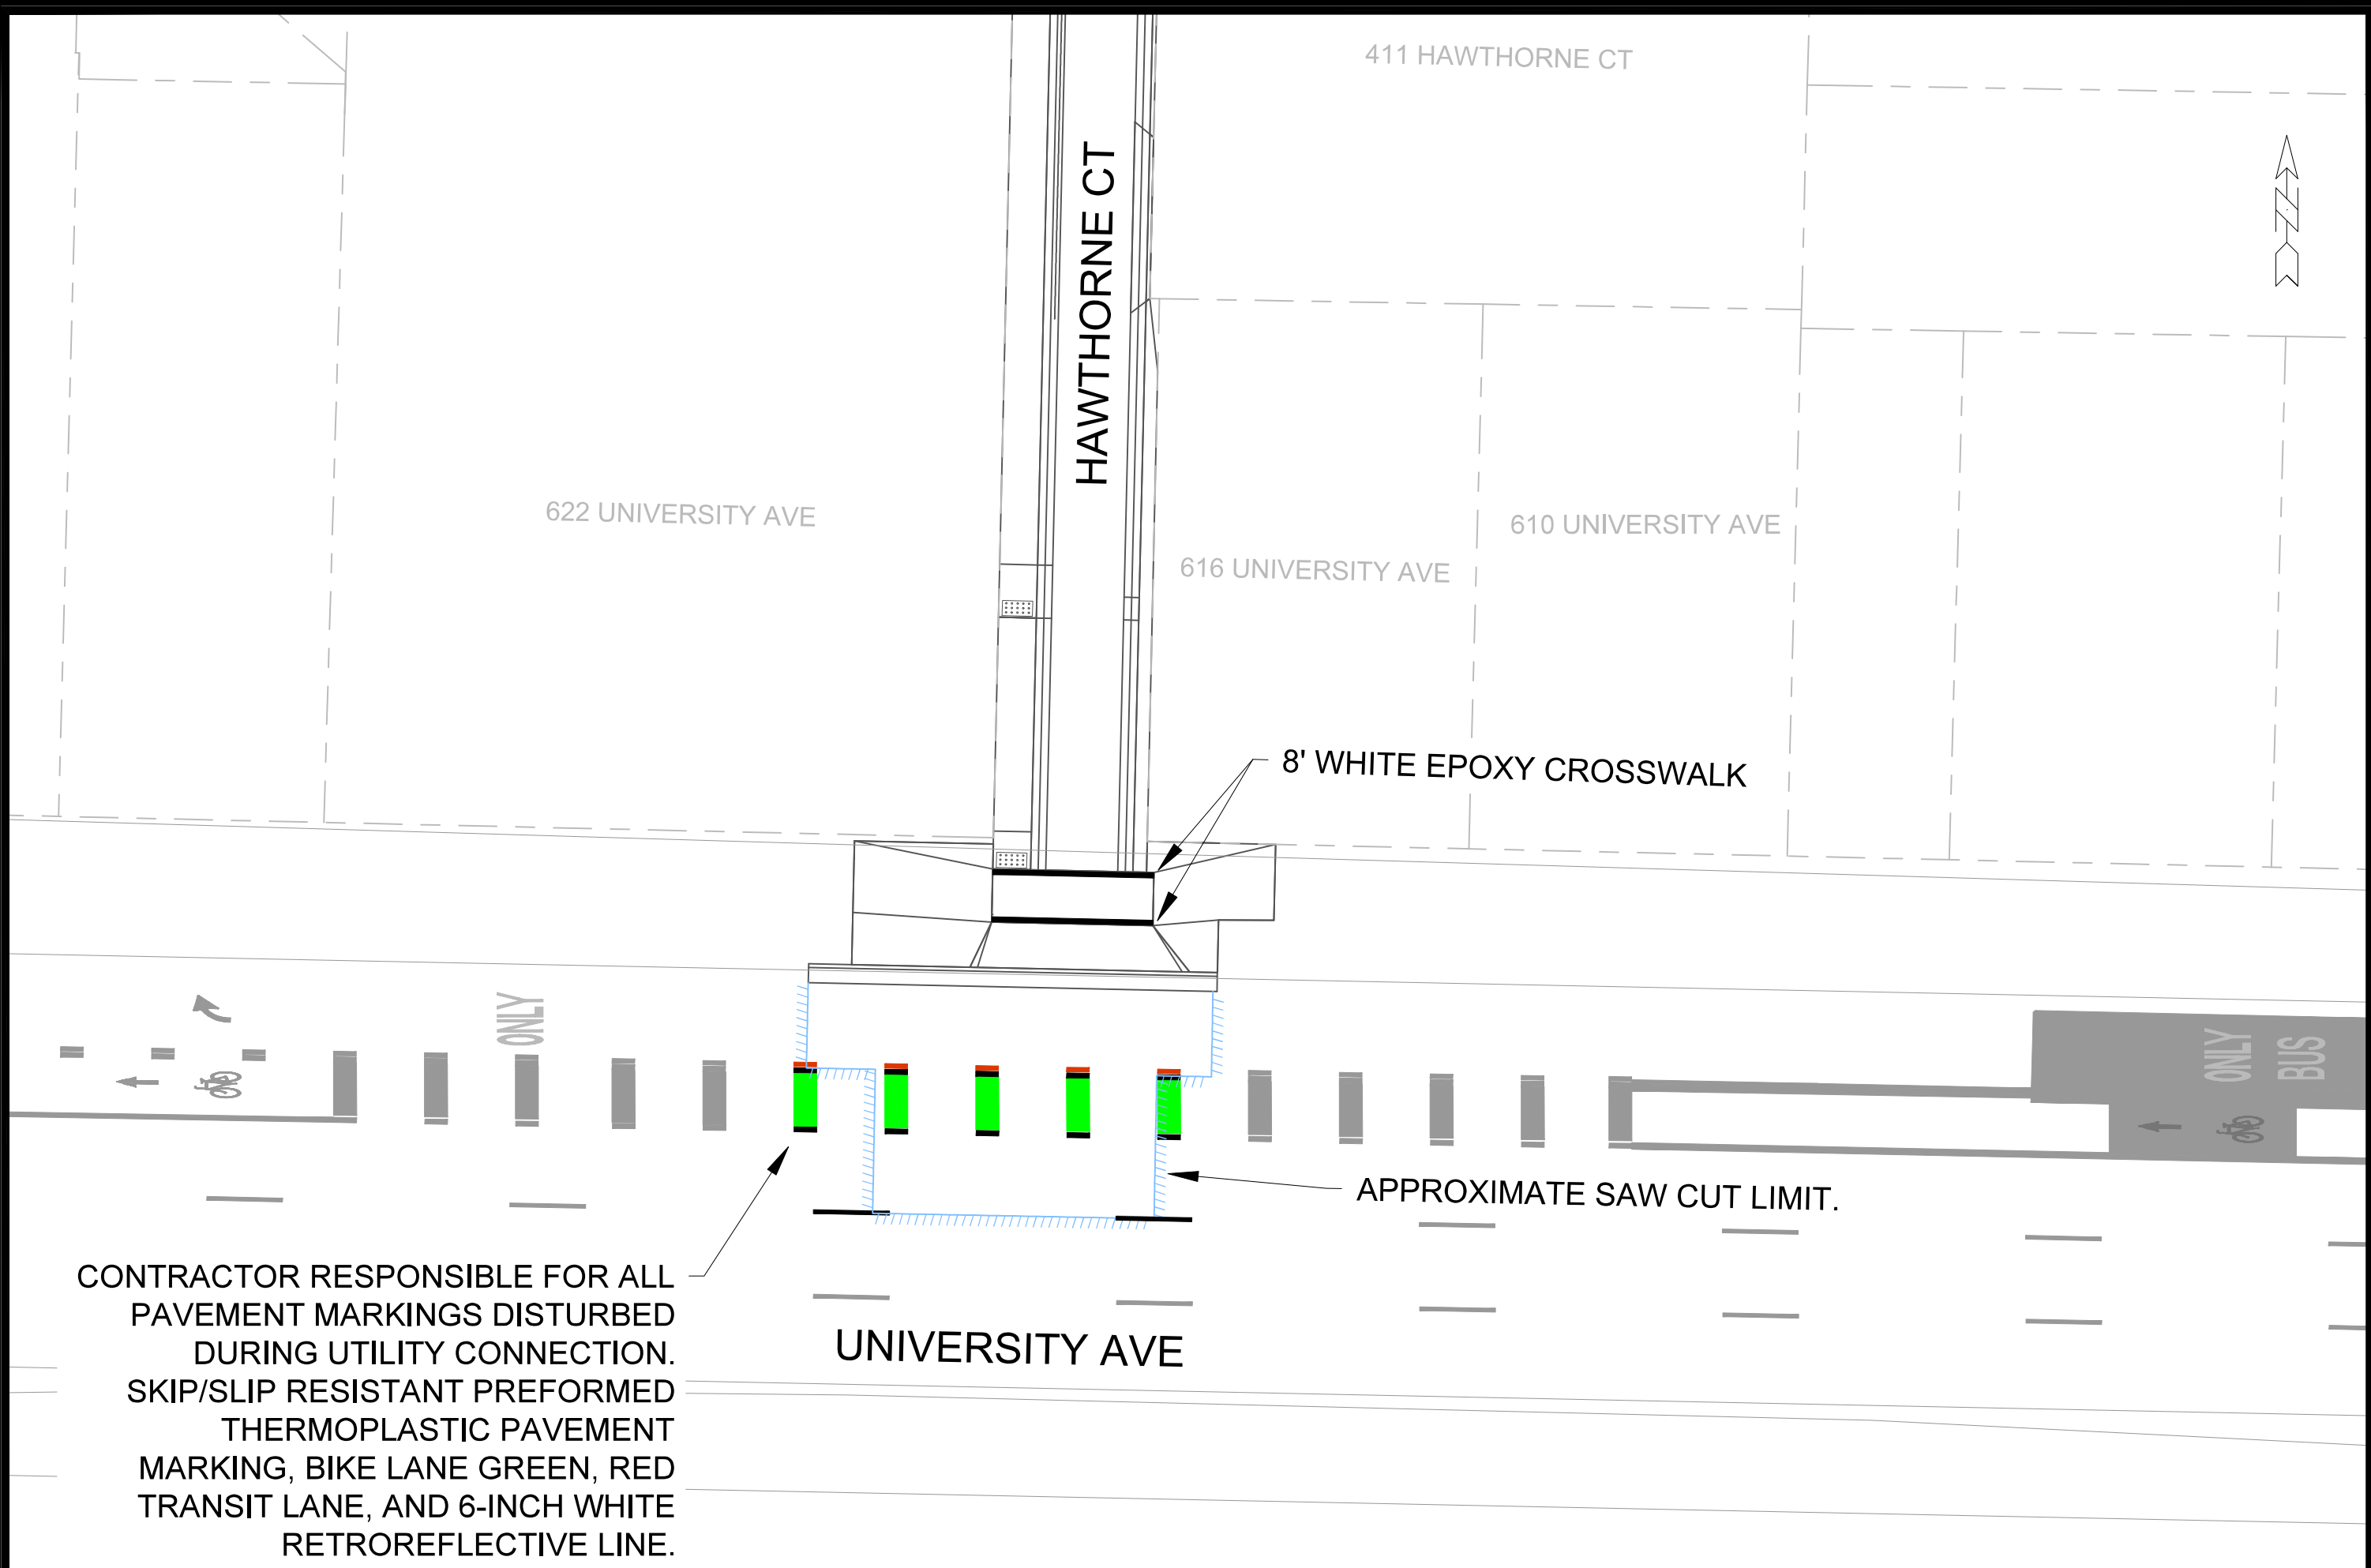 411 HAWTHORNE CT
HAWTHORNE CT
622 UNIVERSITY AVE
616 UNIVERSITY AVE
610 UNIVERSITY AVE
8' WHITE EPOXY CROSSWALK
ONLY
ONLY
BUS
APPROXIMATE SAW CUT LIMIT.
CONTRACTOR RESPONSIBLE FOR ALL
PAVEMENT MARKINGS DISTURBED
DURING UTILITY CONNECTION.
SKIP/SLIP RESISTANT PREFORMED
THERMOPLASTIC PAVEMENT
MARKING, BIKE LANE GREEN, RED
TRANSIT LANE, AND 6-INCH WHITE
RETROREFLECTIVE LINE.
UNIVERSITY AVE